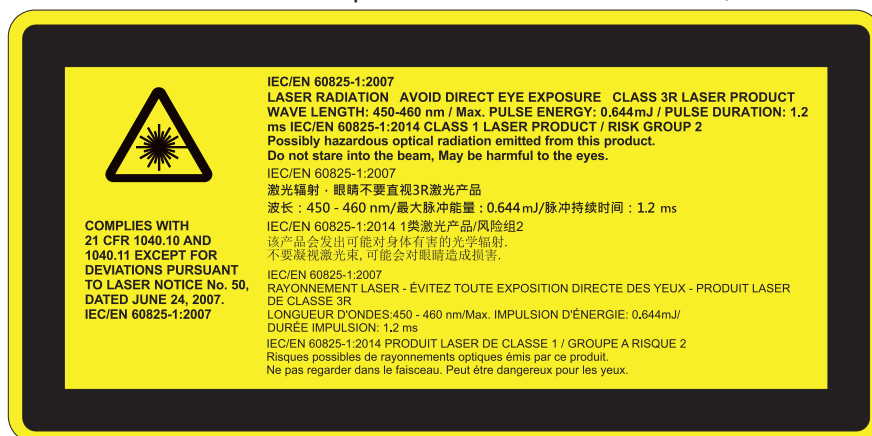 COMPLIES WITH
21 CFR 1040.10 AND
1040.11 EXCEPT FOR
DEVIATIONS PURSUANT
TO LASER NOTICE No. 50,
DATED JUNE 24, 2007.
IEC/EN 60825-1:2007
IEC/EN 60825-1:2007
LASER RADIATION AVOID DIRECT EYE EXPOSURE CLASS 3R LASER PRODUCT
WAVE LENGTH: 450-460 nm / Max. PULSE ENERGY: 0.644mJ / PULSE DURATION: 1.2
ms IEC/EN 60825-1:2014 CLASS 1 LASER PRODUCT / RISK GROUP 2
Possibly hazardous optical radiation emitted from this product.
Do not stare into the beam, May be harmful to the eyes.
IEC/EN 60825-1:2007
激光辐射，眼睛不要直视3R激光产品
波长：450 - 460 nm/最大脉冲能量：0.644 mJ/脉冲持续时间：1.2 ms
IEC/EN 60825-1:2014 1类激光产品/风险组2
该产品会发出可能对身体有害的光学辐射.
不要凝视激光束,可能会对眼睛造成损害.
IEC/EN 60825-1:2007
RAYONNEMENT LASER - ÉVITEZ TOUTE EXPOSITION DIRECTE DES YEUX - PRODUIT LASER
DE CLASSE 3R
LONGUEUR D'ONDES:450 - 460 nm/Max. IMPULSION D'ÉNERGIE: 0.644mJ/
DURÉE IMPULSION: 1.2 ms
IEC/EN 60825-1:2014 PRODUIT LASER DE CLASSE 1 / GROUPE A RISQUE 2
Risques possibles de rayonnements optiques émis par ce produit.
Ne pas regarder dans le faisceau. Peut étre dangereux pour les yeux.